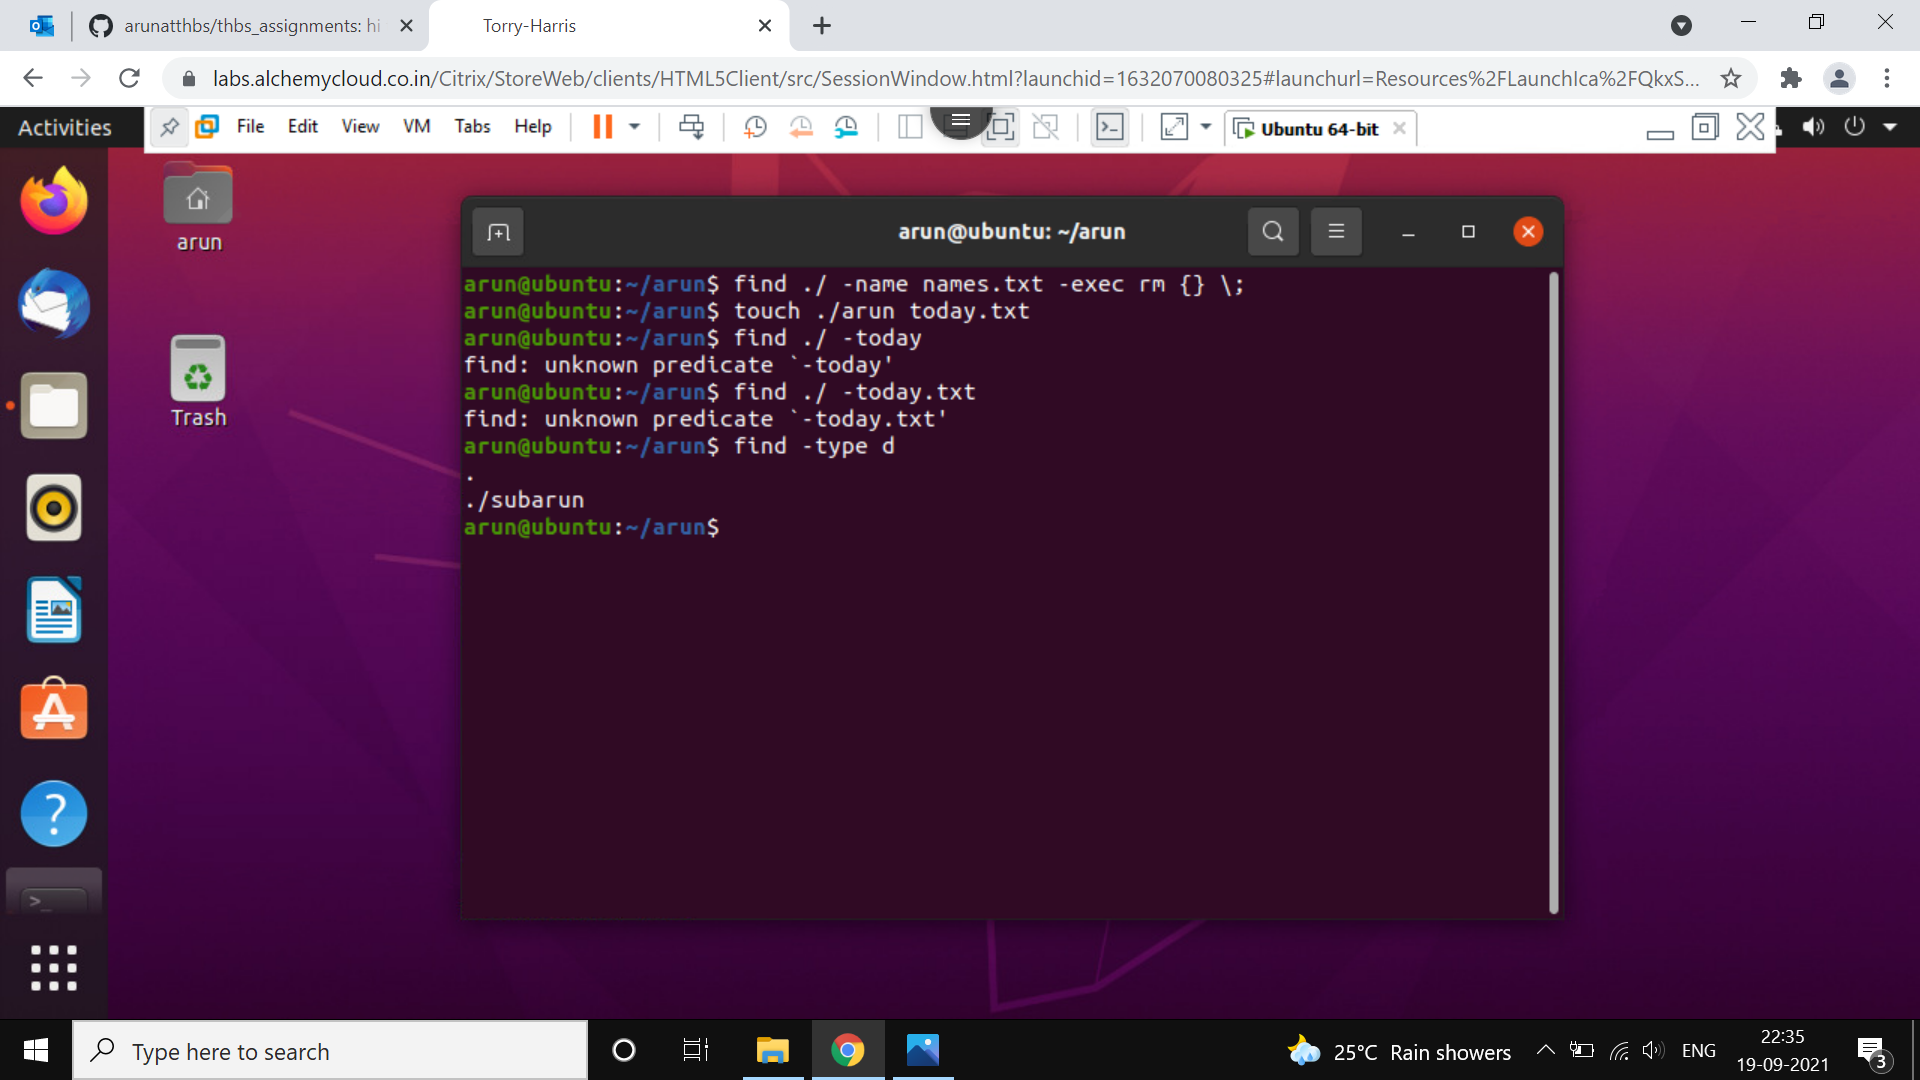 arunatthbs/thbs_assignments: hi
Torry-Harris
labs.alchemycloud.co.in/Citrix/StoreWeb/clients/HTML5Client/src/SessionWindow.html?launchid=1632070080325#launchurl=Resources%2FLaunchIca%2FQkxS...
Activities
File Edit View VM Tabs Help
Ubuntu 64-bit
arun
Trash
arun@ubuntu: ~/arun
arun@ubuntu:~/arun$ find ./ -name names.txt -exec rm {} \;
arun@ubuntu:~/arun$ touch ./arun today.txt
arun@ubuntu:~/arun$ find ./ -today
find: unknown predicate `-today'
arun@ubuntu:~/arun$ find ./ -today.txt
find: unknown predicate `-today.txt'
arun@ubuntu:~/arun$ find -type d
.
./subarun
arun@ubuntu:~/arun$
Type here to search
25°C Rain showers
ENG
22:35
19-09-2021
3